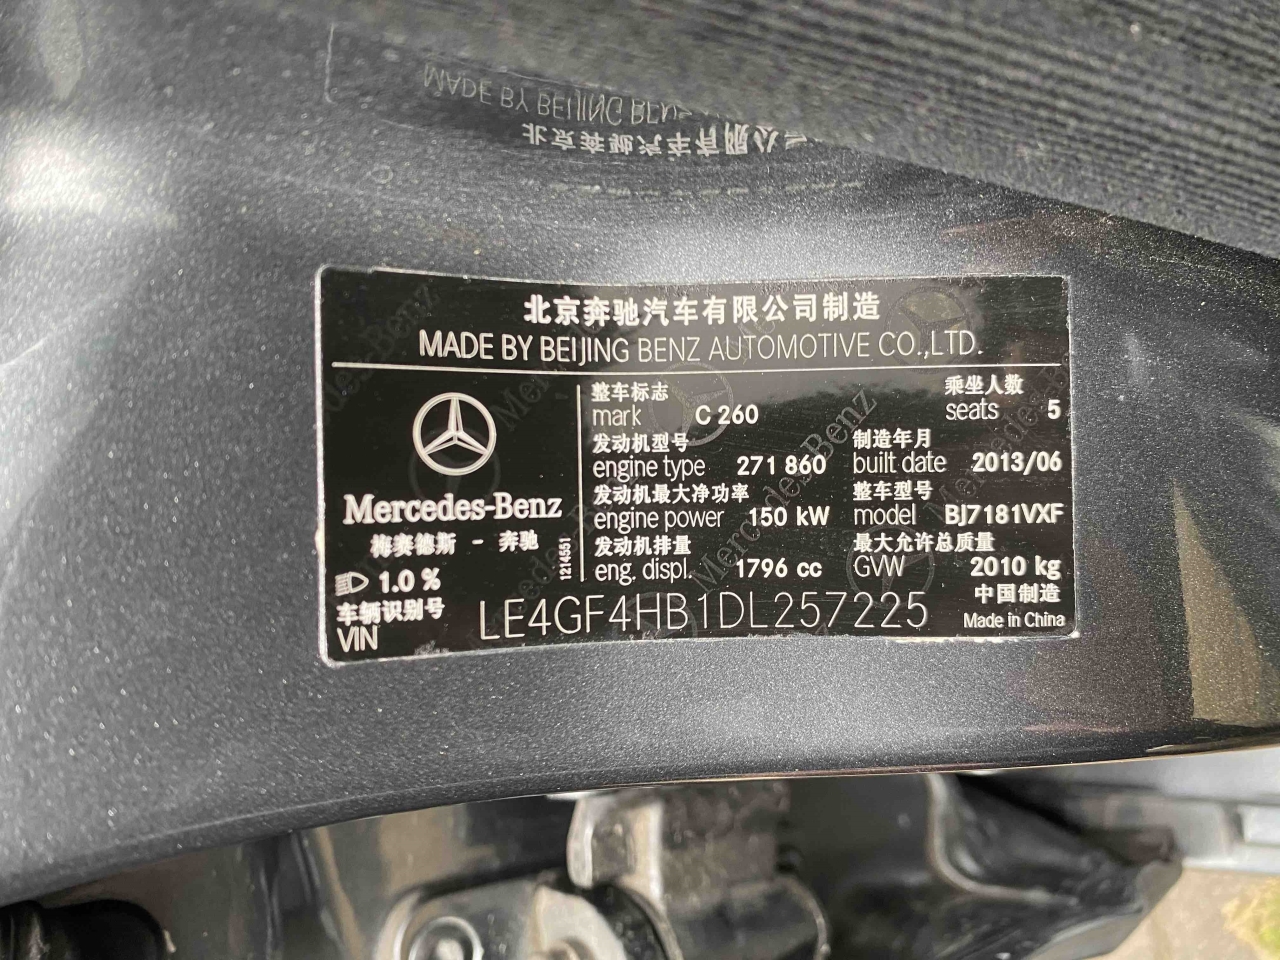 北京奔驰汽车有限公司制造
MADE BY BEIJING BENZ AUTOMOTIVE CO.,LTD.
Mercedes-Benz
梅赛德斯 - 奔驰
1.0 %
1214551
整车标志
mark C 260
乘坐人数
seats 5
发动机型号
engine type 271 860
制造年月
built date 2013/06
发动机最大净功率
engine power 150 kW
整车型号
model BJ7181VXF
发动机排量
eng. displ. 1796 cc
最大允许总质量
GVW 2010 kg
车辆识别号
VIN LE4GF4HB1DL257225
中国制造
Made in China